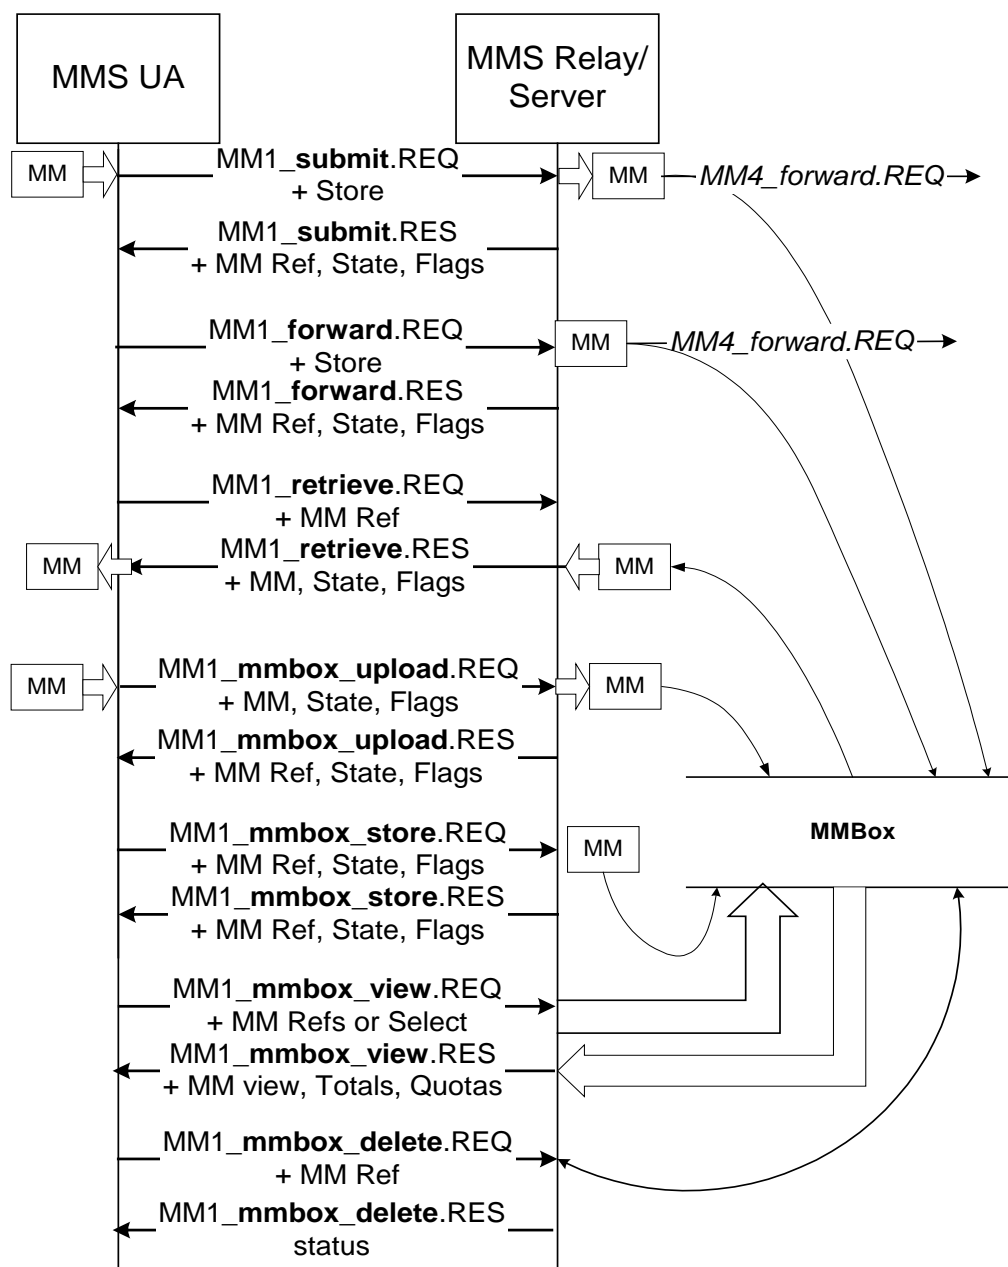 MMS UA
MMS Relay/
Server
MM
MM1_submit.REQ
+ Store
MM
MM4_forward.REQ
MM1_submit.RES
+ MM Ref, State, Flags
MM1_forward.REQ
+ Store
MM
MM4_forward.REQ
MM1_forward.RES
+ MM Ref, State, Flags
MM1_retrieve.REQ
+ MM Ref
MM
MM1_retrieve.RES
+ MM, State, Flags
MM
MM
MM1_mmbox_upload.REQ
+ MM, State, Flags
MM
MM1_mmbox_upload.RES
+ MM Ref, State, Flags
MMBox
MM1_mmbox_store.REQ
+ MM Ref, State, Flags
MM
MM1_mmbox_store.RES
+ MM Ref, State, Flags
MM1_mmbox_view.REQ
+ MM Refs or Select
MM1_mmbox_view.RES
+ MM view, Totals, Quotas
MM1_mmbox_delete.REQ
+ MM Ref
MM1_mmbox_delete.RES
status